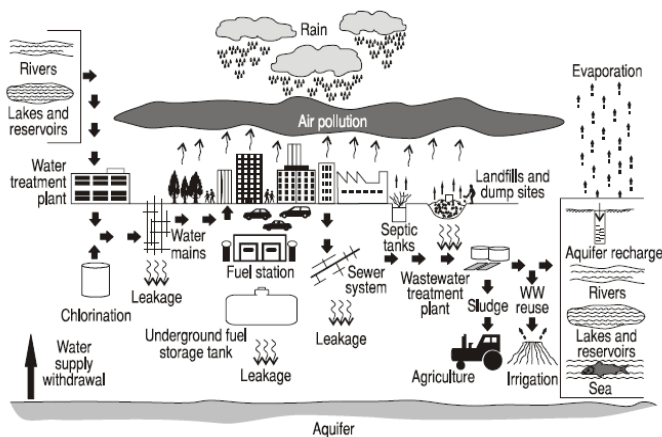 Rain
Rivers
Lakes and
reservoirs
Evaporation
Air pollution
Water
treatment
plant
Landfills and
dump sites
Water
mains
Septic
tanks
Aquifer recharge
Fuel station
Sewer
system
Wastewater
treatment
plant
WW
reuse
Rivers
Chlorination
Leakage
Sludge
Underground fuel
storage tank
Leakage
Lakes and
reservoirs
Water
supply
withdrawal
Leakage
Agriculture
Irrigation
Sea
Aquifer